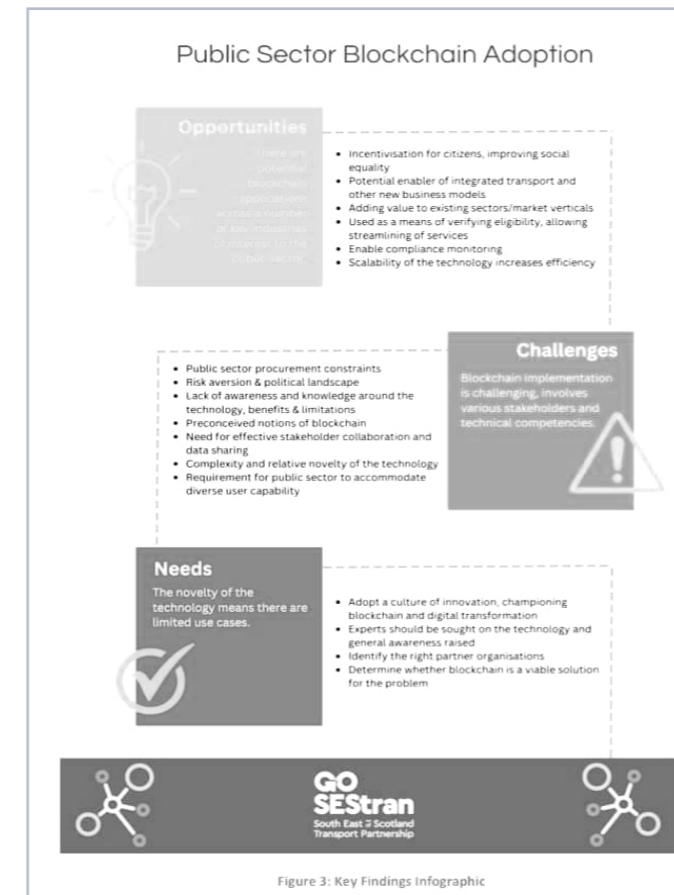 Public Sector Blockchain Adoption
Opportunities
There are
potential
blockchain
applications
across a number
of key industries
of interest to the
public sector.
• Incentivisation for citizens, improving social
equality
• Potential enabler of integrated transport and
other new business models
• Adding value to existing sectors/market verticals
• Used as a means of verifying eligibility, allowing
streamlining of services
• Enable compliance monitoring
• Scalability of the technology increases efficiency
Challenges
Blockchain implementation
is challenging, involves
various stakeholders and
technical competencies.
• Public sector procurement constraints
• Risk aversion & political landscape
• Lack of awareness and knowledge around the
technology, benefits & limitations
• Preconceived notions of blockchain
• Need for effective stakeholder collaboration and
data sharing
• Complexity and relative novelty of the technology
• Requirement for public sector to accommodate
diverse user capability
Needs
The novelty of the
technology means there are
limited use cases.
• Adopt a culture of innovation, championing
blockchain and digital transformation
• Experts should be sought on the technology and
general awareness raised
• Identify the right partner organisations
• Determine whether blockchain is a viable solution
for the problem
GO
SEStran
South East Scotland
Transport Partnership
Figure 3: Key Findings Infographic